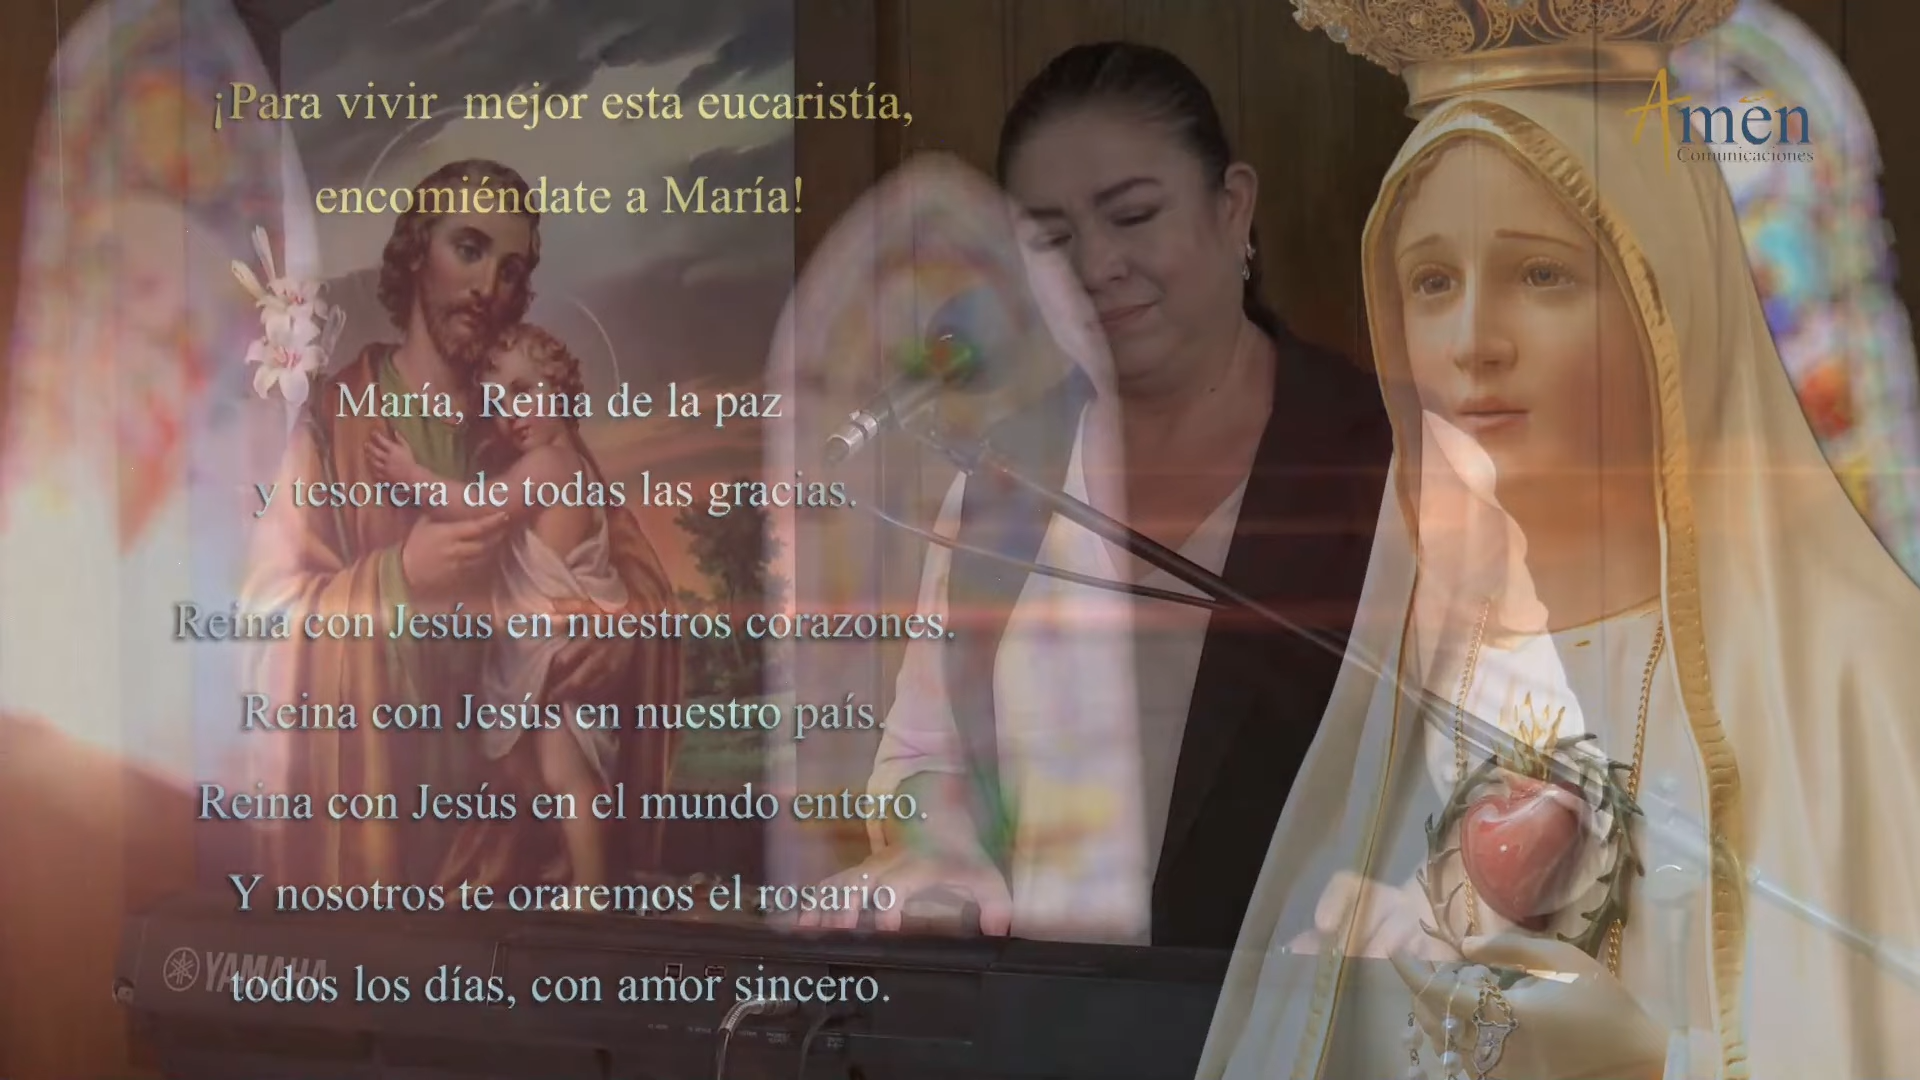 ¡Para vivir mejor esta eucaristía,
encomiéndate a María!
Amén
Comunicaciones
María, Reina de la paz
y tesorera de todas las gracias.
Reina con Jesús en nuestros corazones.
Reina con Jesús en nuestro país.
Reina con Jesús en el mundo entero.
Y nosotros te oraremos el rosario
YAMAHA
todos los días, con amor sincero.